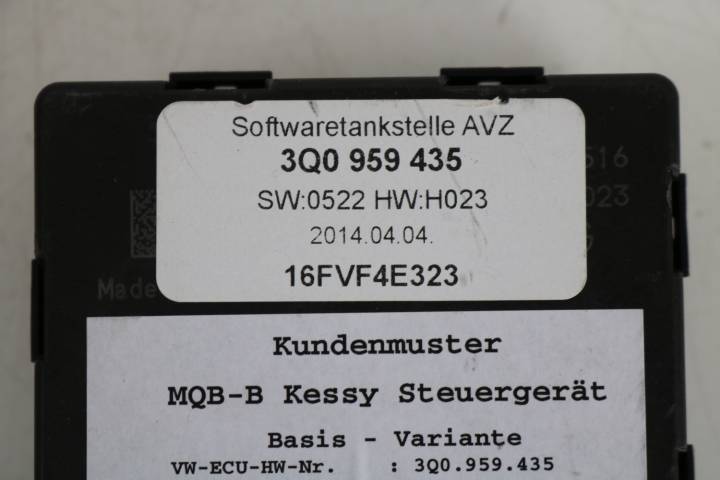 Softwaretankstelle AVZ
3Q0 959 435
SW:0522 HW:H023
2014.04.04.
16FVF4E323
Made
Kundenmuster
MQB-B Kessy Steuergerät
Basis - Variante
VW-ECU-HW-Nr. : 3Q0.959.435